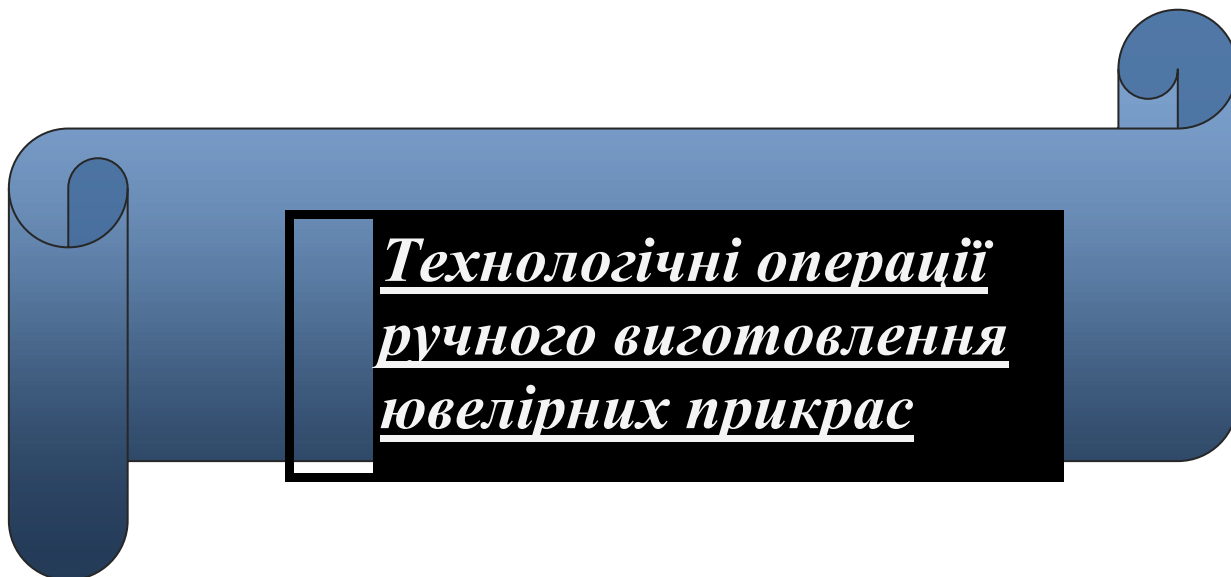 Технологічні операції
ручного виготовлення
ювелірних прикрас